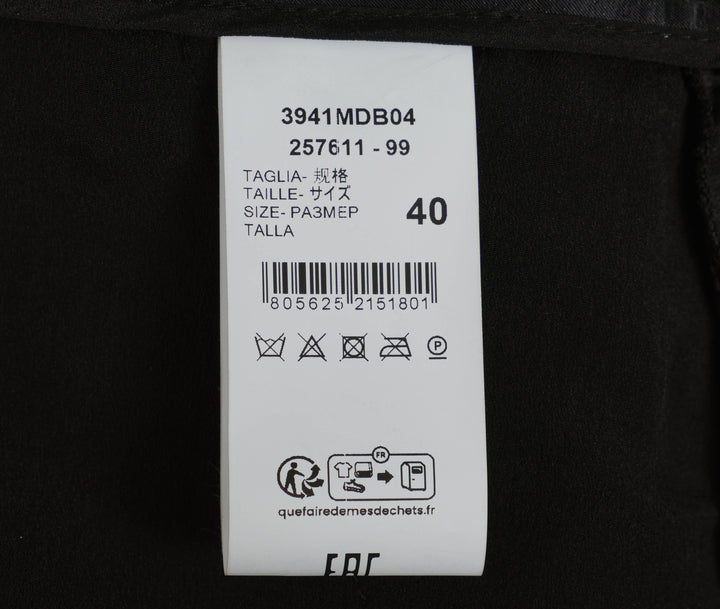 3941MDB04
257611 - 99
TAGLIA- 规格
TAILLE- サイズ
SIZE- РАЗМЕР
TALLA
40
805625 2151801
P
FR
quefairedemesdechets.fr
EAC